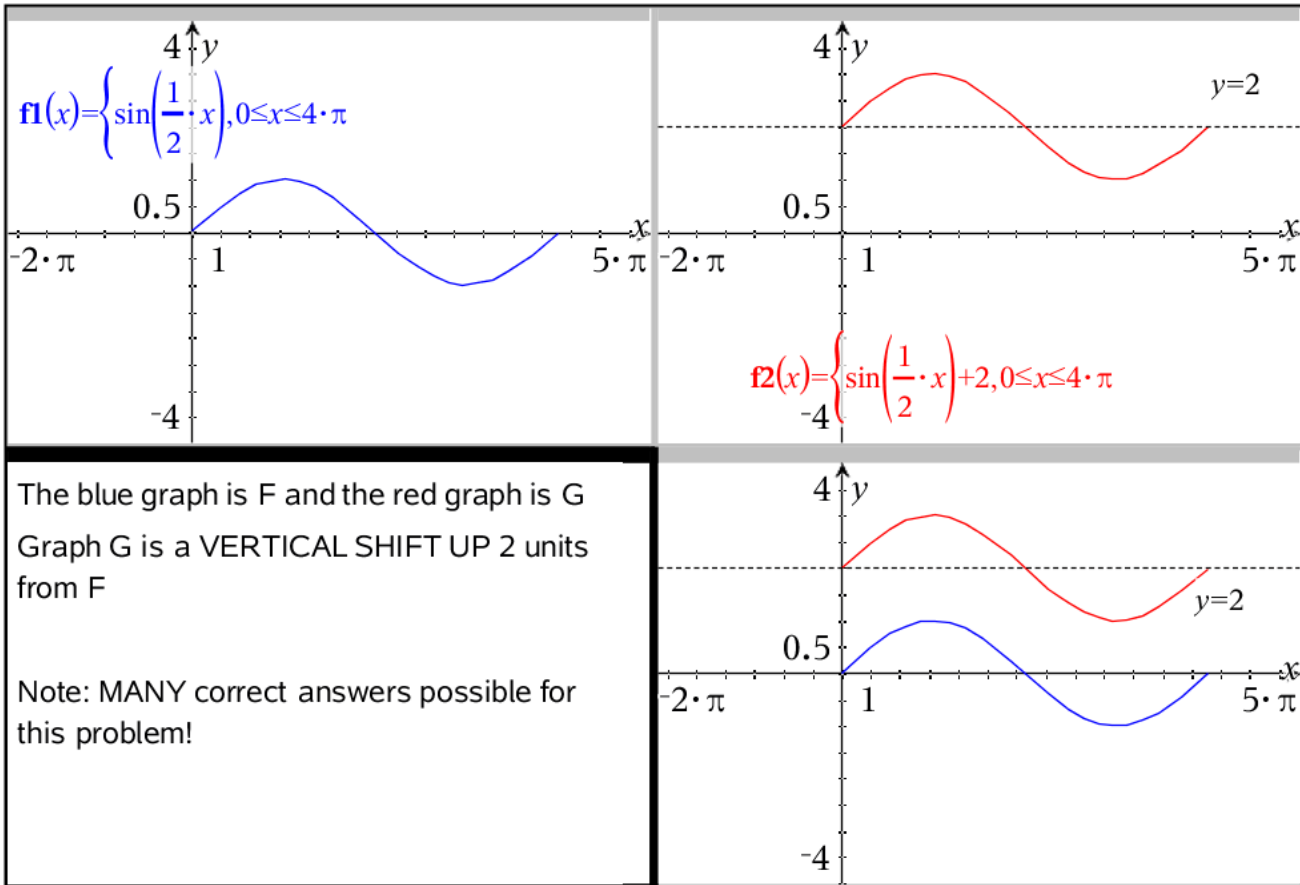 4 y
f1(x)={sin(1/2·x),0≤x≤4·π
0.5
x
-2·π 1 5·π
-4
4 y
y=2
0.5
x
-2·π 1 5·π
f2(x)={sin(1/2·x)+2,0≤x≤4·π
-4
The blue graph is F and the red graph is G
Graph G is a VERTICAL SHIFT UP 2 units
from F
Note: MANY correct answers possible for
this problem!
4 y
y=2
0.5
x
-2·π 1 5·π
-4